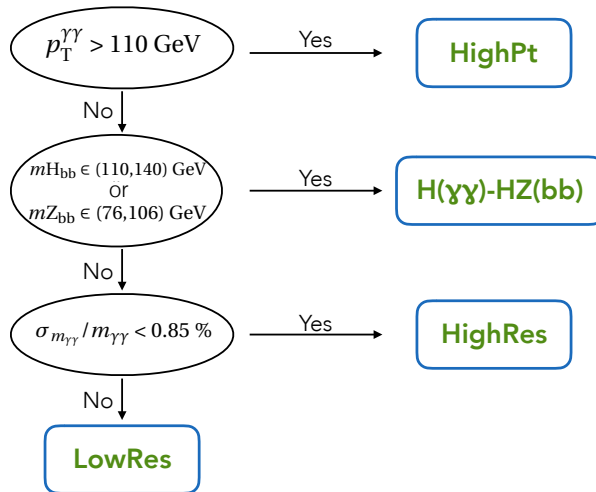 p_T^γγ > 110 GeV
Yes
HighPt
No
mH_bb ∈ (110,140) GeV
or
mZ_bb ∈ (76,106) GeV
Yes
H(γγ)-HZ(bb)
No
σ_m_γγ / m_γγ < 0.85 %
Yes
HighRes
No
LowRes